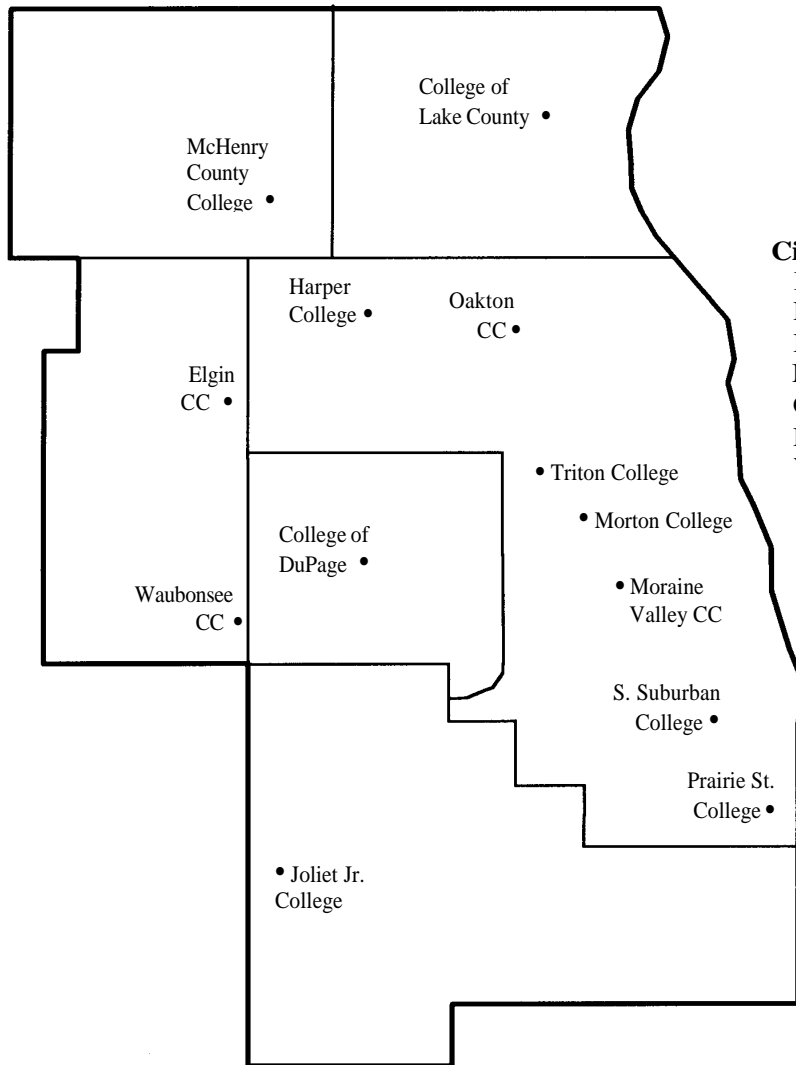 College of
Lake County
McHenry
County
College
Harper
College
Oakton
CC
Elgin
CC
Triton College
Morton College
College of
DuPage
Moraine
Valley CC
Waubonsee
CC
S. Suburban
College
Prairie St.
College
Joliet Jr.
College